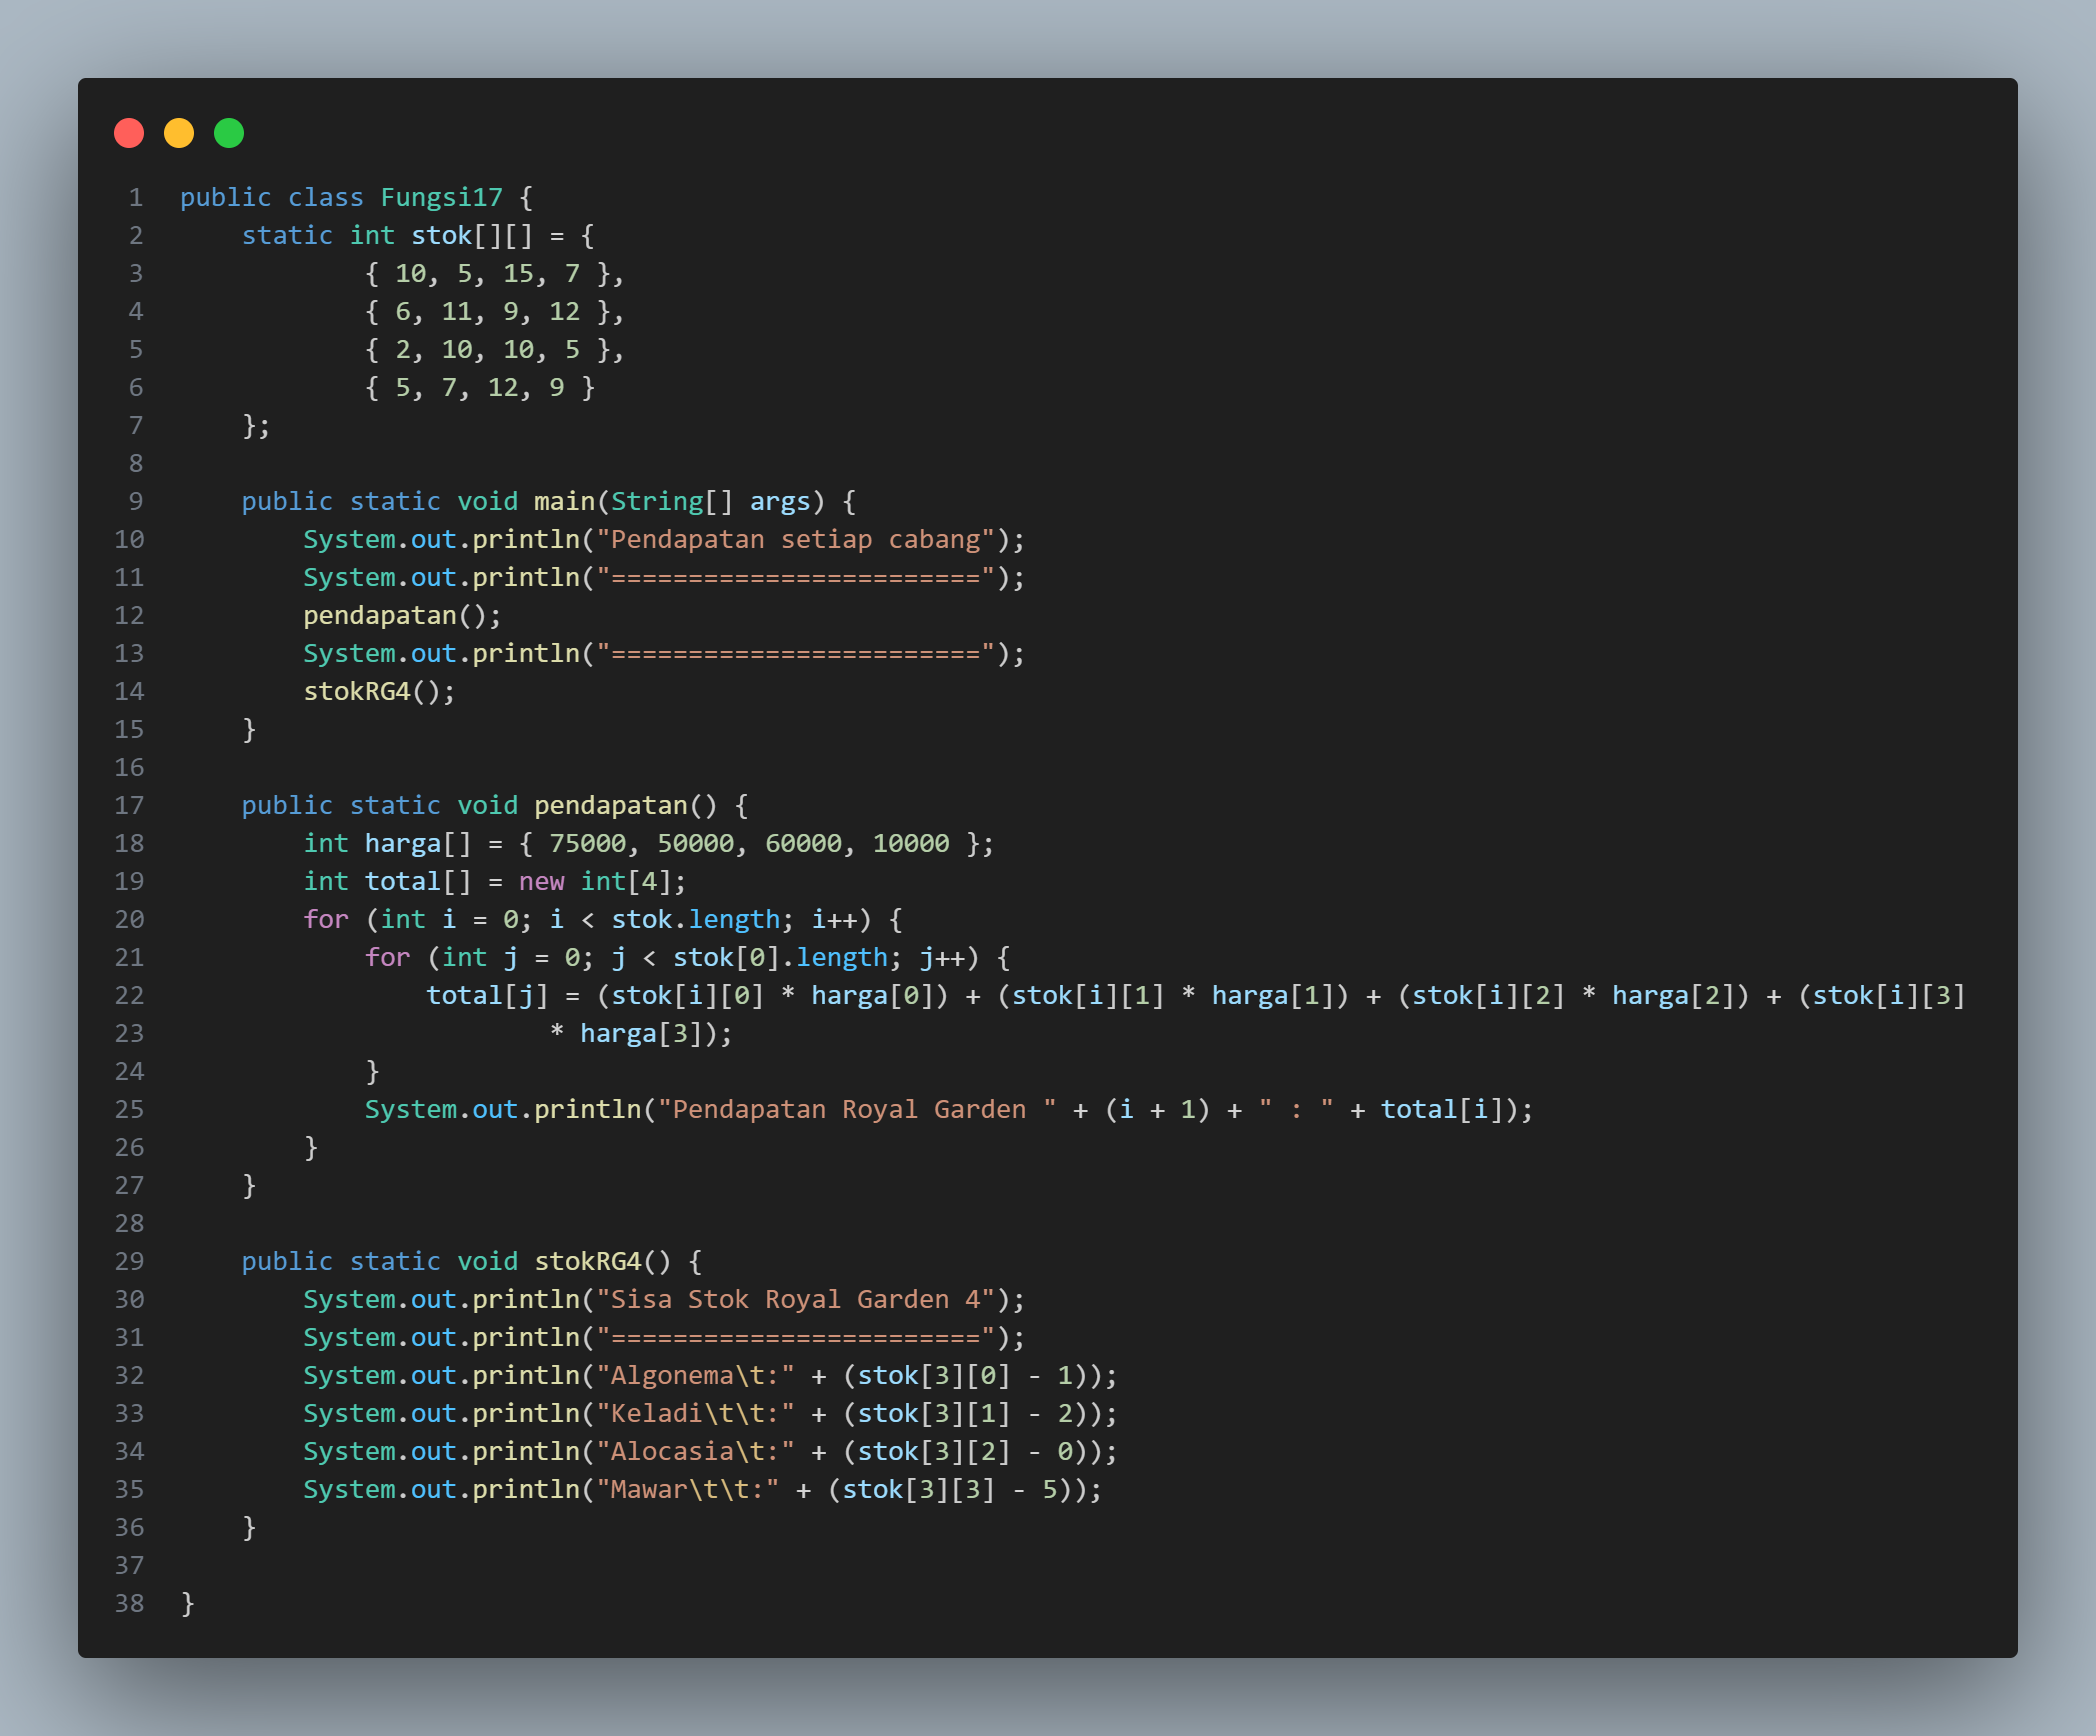 1 public class Fungsi17 {
2     static int stok[][] = {
3             { 10, 5, 15, 7 },
4             { 6, 11, 9, 12 },
5             { 2, 10, 10, 5 },
6             { 5, 7, 12, 9 }
7     };
8
9     public static void main(String[] args) {
10         System.out.println("Pendapatan setiap cabang");
11         System.out.println("========================");
12         pendapatan();
13         System.out.println("========================");
14         stokRG4();
15     }
16
17     public static void pendapatan() {
18         int harga[] = { 75000, 50000, 60000, 10000 };
19         int total[] = new int[4];
20         for (int i = 0; i < stok.length; i++) {
21             for (int j = 0; j < stok[0].length; j++) {
22                 total[j] = (stok[i][0] * harga[0]) + (stok[i][1] * harga[1]) + (stok[i][2] * harga[2]) + (stok[i][3]
23                         * harga[3]);
24             }
25             System.out.println("Pendapatan Royal Garden " + (i + 1) + " : " + total[i]);
26         }
27     }
28
29     public static void stokRG4() {
30         System.out.println("Sisa Stok Royal Garden 4");
31         System.out.println("========================");
32         System.out.println("Algonema\t:" + (stok[3][0] - 1));
33         System.out.println("Keladi\t\t:" + (stok[3][1] - 2));
34         System.out.println("Alocasia\t:" + (stok[3][2] - 0));
35         System.out.println("Mawar\t\t:" + (stok[3][3] - 5));
36     }
37
38 }